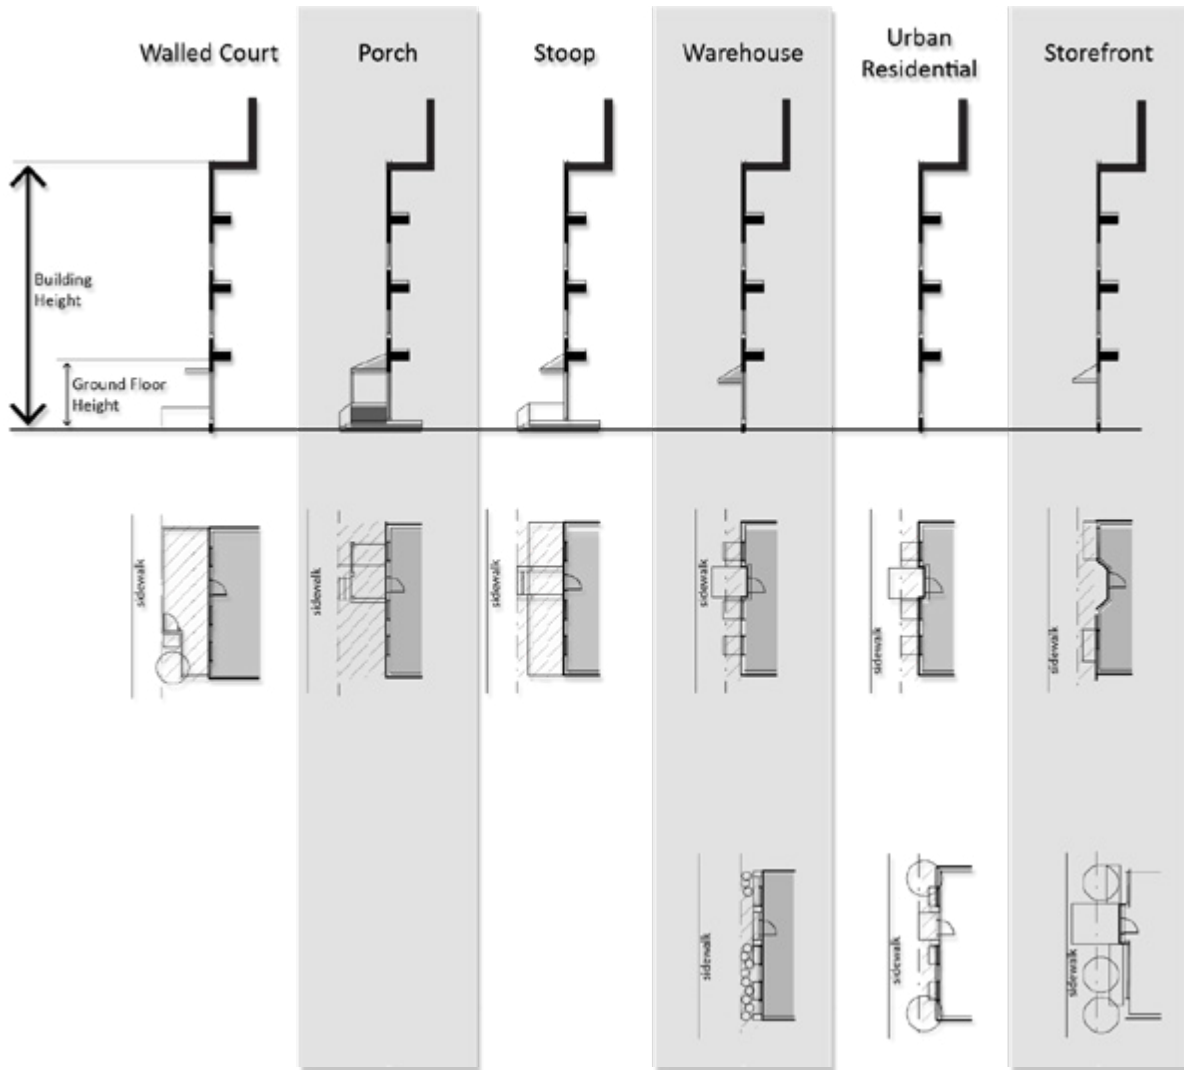 Walled Court
Porch
Stoop
Warehouse
Urban
Residential
Storefront
Building
Height
Ground Floor
Height
sidewalk
sidewalk
sidewalk
sidewalk
sidewalk
sidewalk
sidewalk
sidewalk
sidewalk